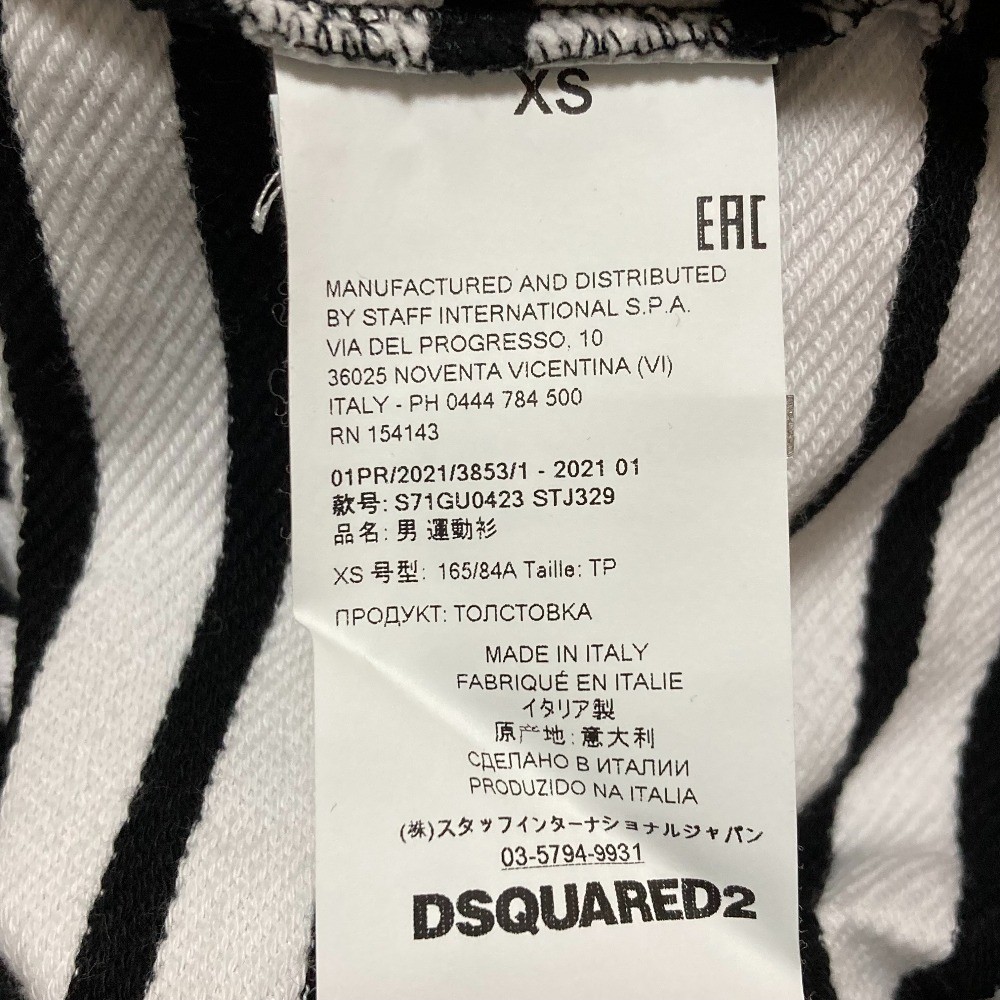 XS
EAC
MANUFACTURED AND DISTRIBUTED
BY STAFF INTERNATIONAL S.P.A.
VIA DEL PROGRESSO, 10
36025 NOVENTA VICENTINA (VI)
ITALY - PH 0444 784 500
RN 154143
01PR/2021/3853/1 - 2021 01
款号: S71GU0423 STJ329
品名: 男 運動衫
XS 号型: 165/84A Taille: TP
ПРОДУКТ: ТОЛСТОВКА
MADE IN ITALY
FABRIQUÉ EN ITALIE
イタリア製
原产地: 意大利
СДЕЛАНО В ИТАЛИИ
PRODUZIDO NA ITALIA
(株)スタッフインターナショナルジャパン
03-5794-9931
DSQUARED2